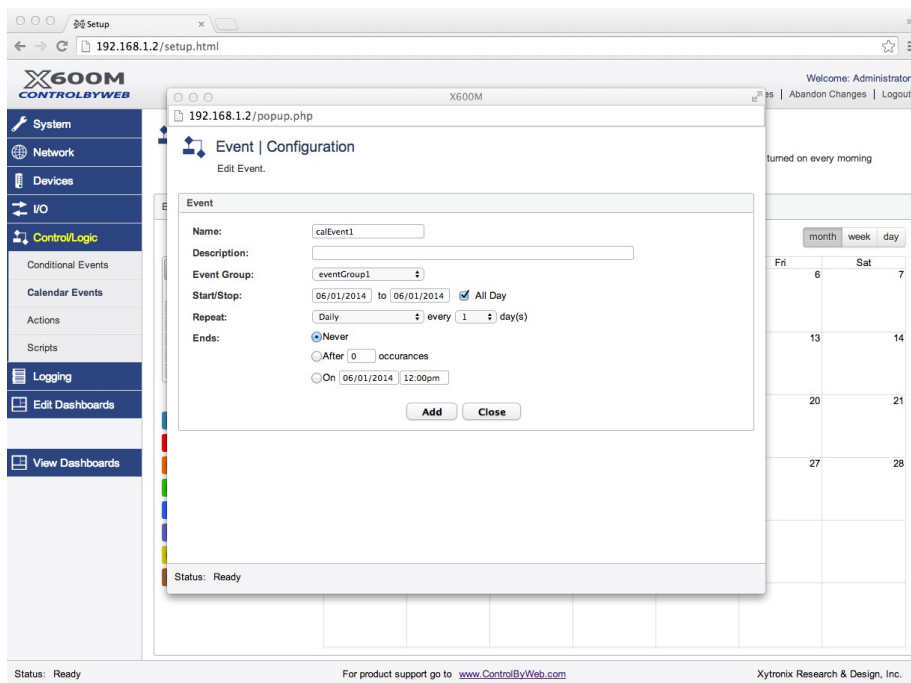 Setup
192.168.1.2/setup.html
X600M
CONTROLBYWEB
Welcome: Administrator
es | Abandon Changes | Logout
System
Network
Devices
I/O
Control/Logic
Conditional Events
Calendar Events
Actions
Scripts
Logging
Edit Dashboards
View Dashboards
turned on every morning
month week day
Fri Sat
6 7
13 14
20 21
27 28
X600M
192.168.1.2/popup.php
Event | Configuration
Edit Event.
Event
Name: calEvent1
Description:
Event Group: eventGroup1
Start/Stop: 06/01/2014 to 06/01/2014 All Day
Repeat: Daily every 1 day(s)
Ends: Never
After 0 occurances
On 06/01/2014 12:00pm
Add Close
Status: Ready
Status: Ready
For product support go to www.ControlByWeb.com
Xytronix Research & Design, Inc.